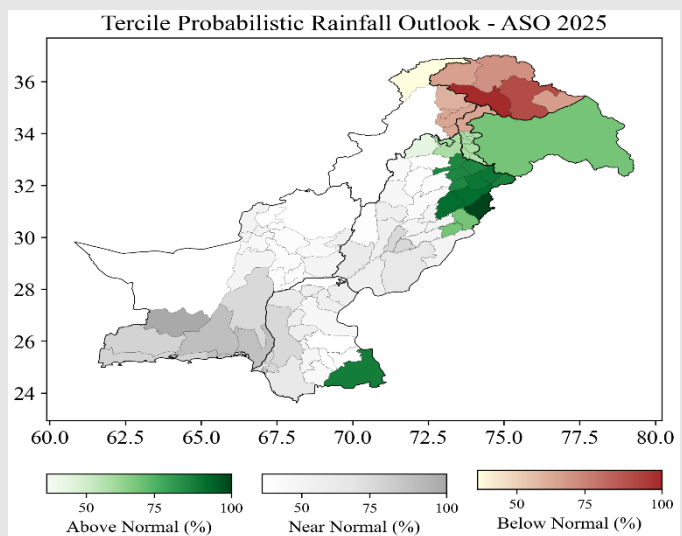 Tercile Probabilistic Rainfall Outlook - ASO 2025
36
34
32
30
28
26
24
60.0 62.5 65.0 67.5 70.0 72.5 75.0 77.5 80.0
50 75 100 50 75 100 50 75 100
Above Normal (%) Near Normal (%) Below Normal (%)